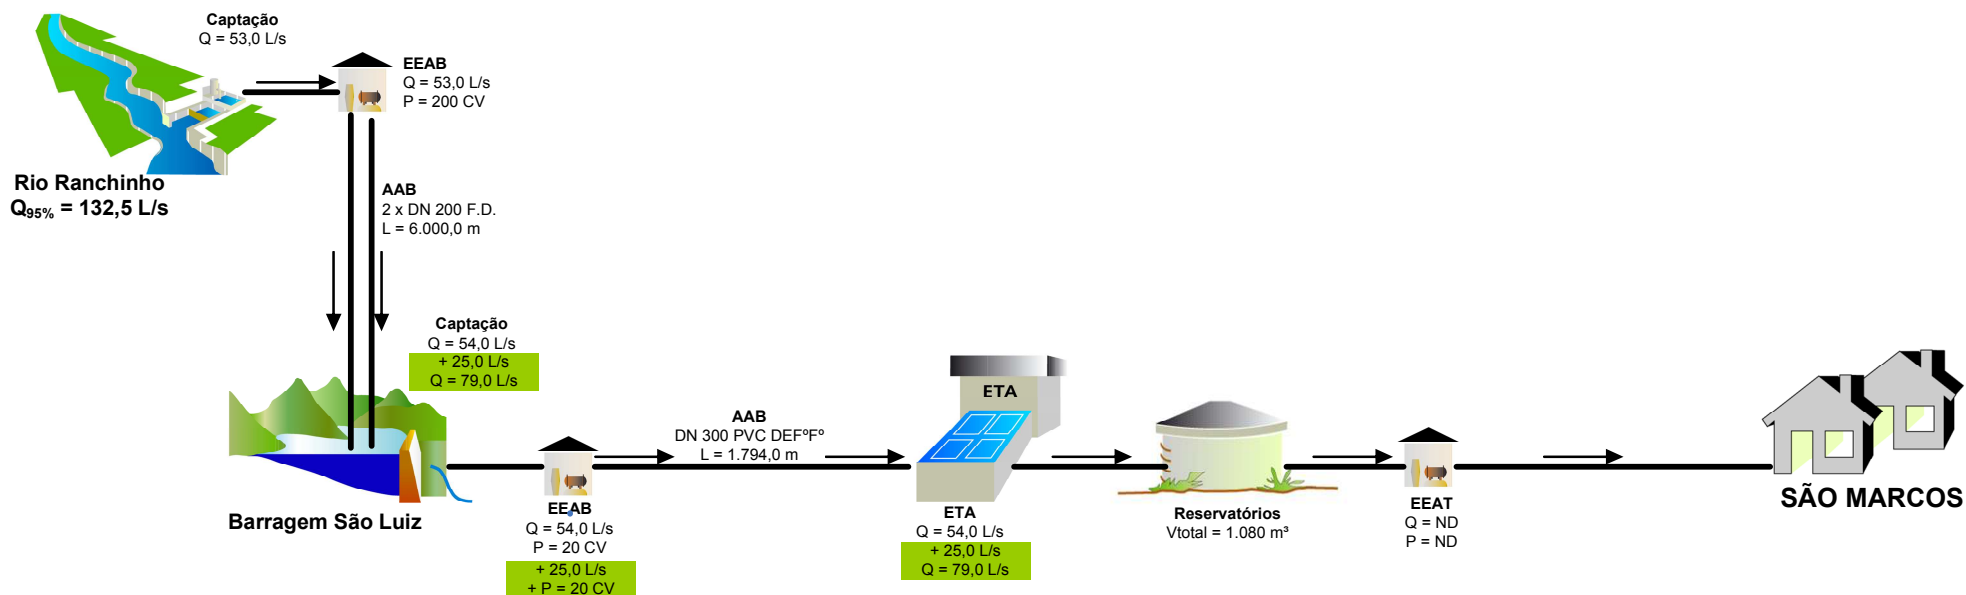 Captação
Q = 53,0 L/s
EEAB
Q = 53,0 L/s
P = 200 CV
Rio Ranchinho
Q95% = 132,5 L/s
AAB
2 x DN 200 F.D.
L = 6.000,0 m
Captação
Q = 54,0 L/s
+ 25,0 L/s
Q = 79,0 L/s
Barragem São Luiz
EEAB
Q = 54,0 L/s
P = 20 CV
+ 25,0 L/s
+ P = 20 CV
AAB
DN 300 PVC DEFºFº
L = 1.794,0 m
ETA
ETA
Q = 54,0 L/s
+ 25,0 L/s
Q = 79,0 L/s
Reservatórios
Vtotal = 1.080 m³
EEAT
Q = ND
P = ND
SÃO MARCOS